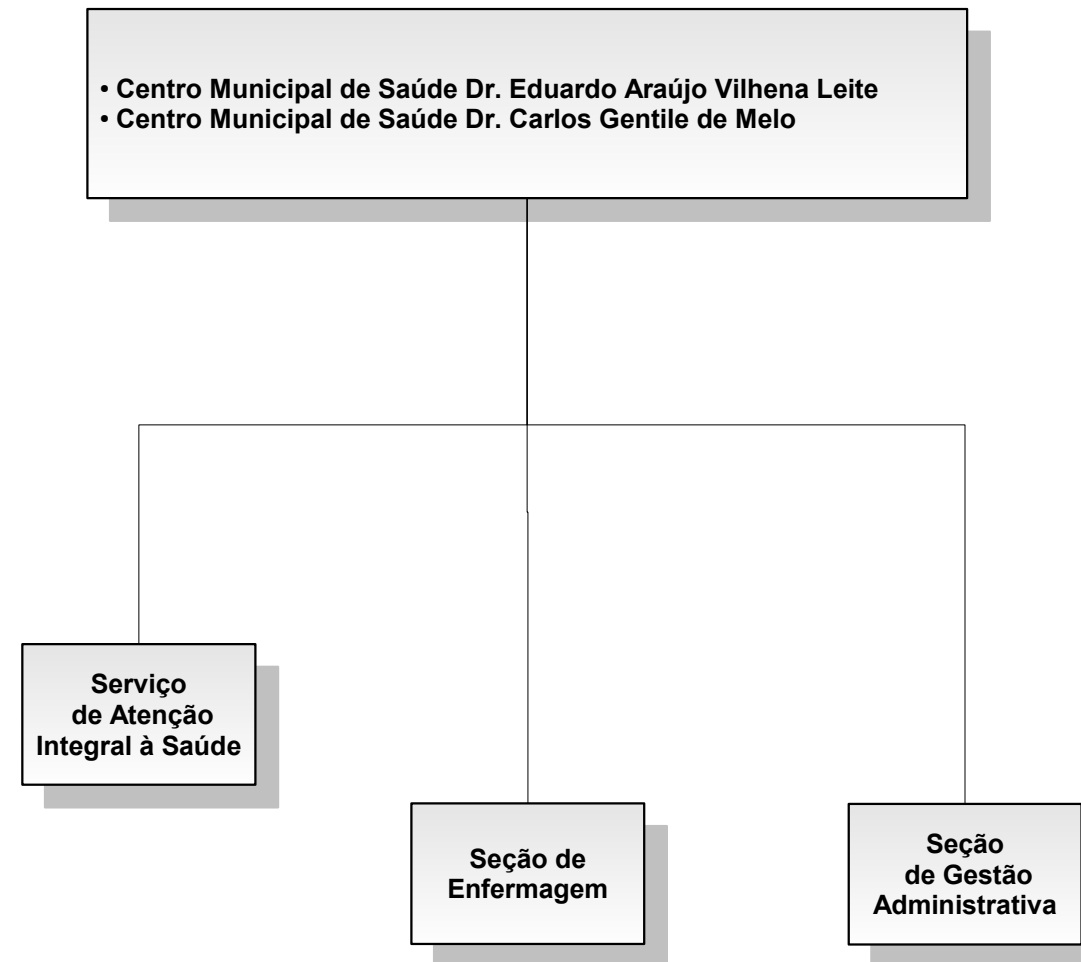 • Centro Municipal de Saúde Dr. Eduardo Araújo Vilhena Leite
• Centro Municipal de Saúde Dr. Carlos Gentile de Melo
Serviço
de Atenção
Integral à Saúde
Seção de
Enfermagem
Seção
de Gestão
Administrativa